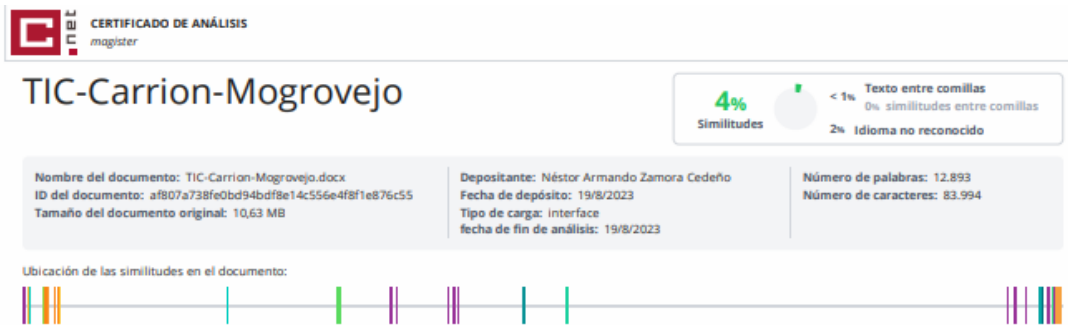 C.net
CERTIFICADO DE ANÁLISIS
magister
TIC-Carrion-Mogrovejo
4%
Similitudes
< 1% Texto entre comillas
0% similitudes entre comillas
2% Idioma no reconocido
Nombre del documento: TIC-Carrion-Mogrovejo.docx
ID del documento: af807a738fe0bd94bdf8e14c556e4f8f1e876c55
Tamaño del documento original: 10,63 MB
Depositante: Néstor Armando Zamora Cedeño
Fecha de depósito: 19/8/2023
Tipo de carga: interface
fecha de fin de análisis: 19/8/2023
Número de palabras: 12.893
Número de caracteres: 83.994
Ubicación de las similitudes en el documento: